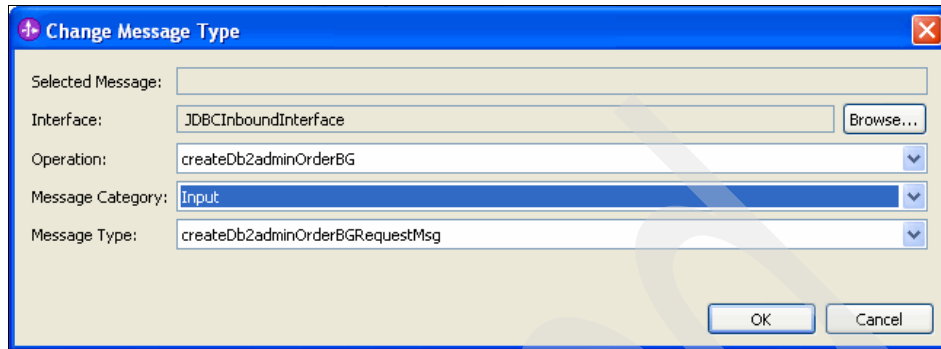 Change Message Type
Selected Message:
Interface: JDBCInboundInterface Browse...
Operation: createDb2adminOrderBG
Message Category: Input
Message Type: createDb2adminOrderBGRequestMsg
OK Cancel